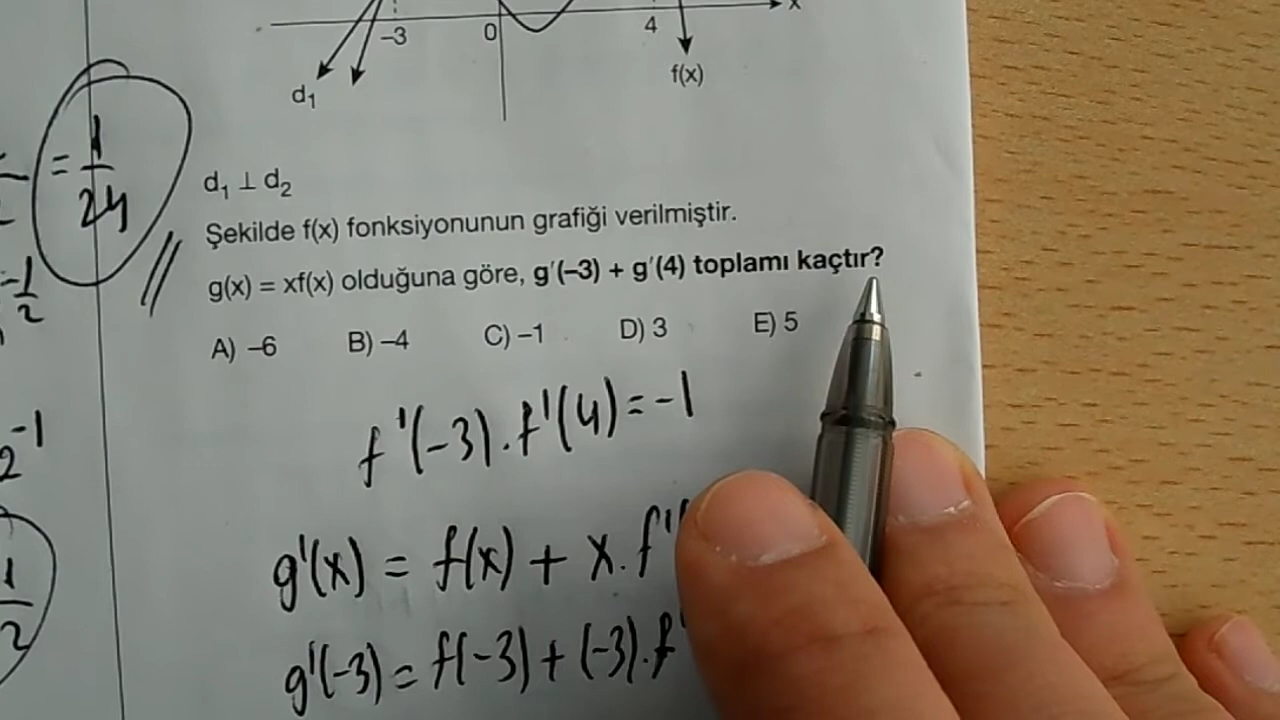 x
-3
0
4
f(x)
d₁
= 1/24
d₁ ⊥ d₂
Şekilde f(x) fonksiyonunun grafiği verilmiştir.
g(x) = xf(x) olduğuna göre, g′(–3) + g′(4) toplamı kaçtır?
A) –6 B) –4 C) –1 D) 3 E) 5
-1/2
f'(-3).f'(4)=-1
2^-1
g'(x) = f(x) + x.f'
1/2
g'(-3) = f(-3) + (-3).f'